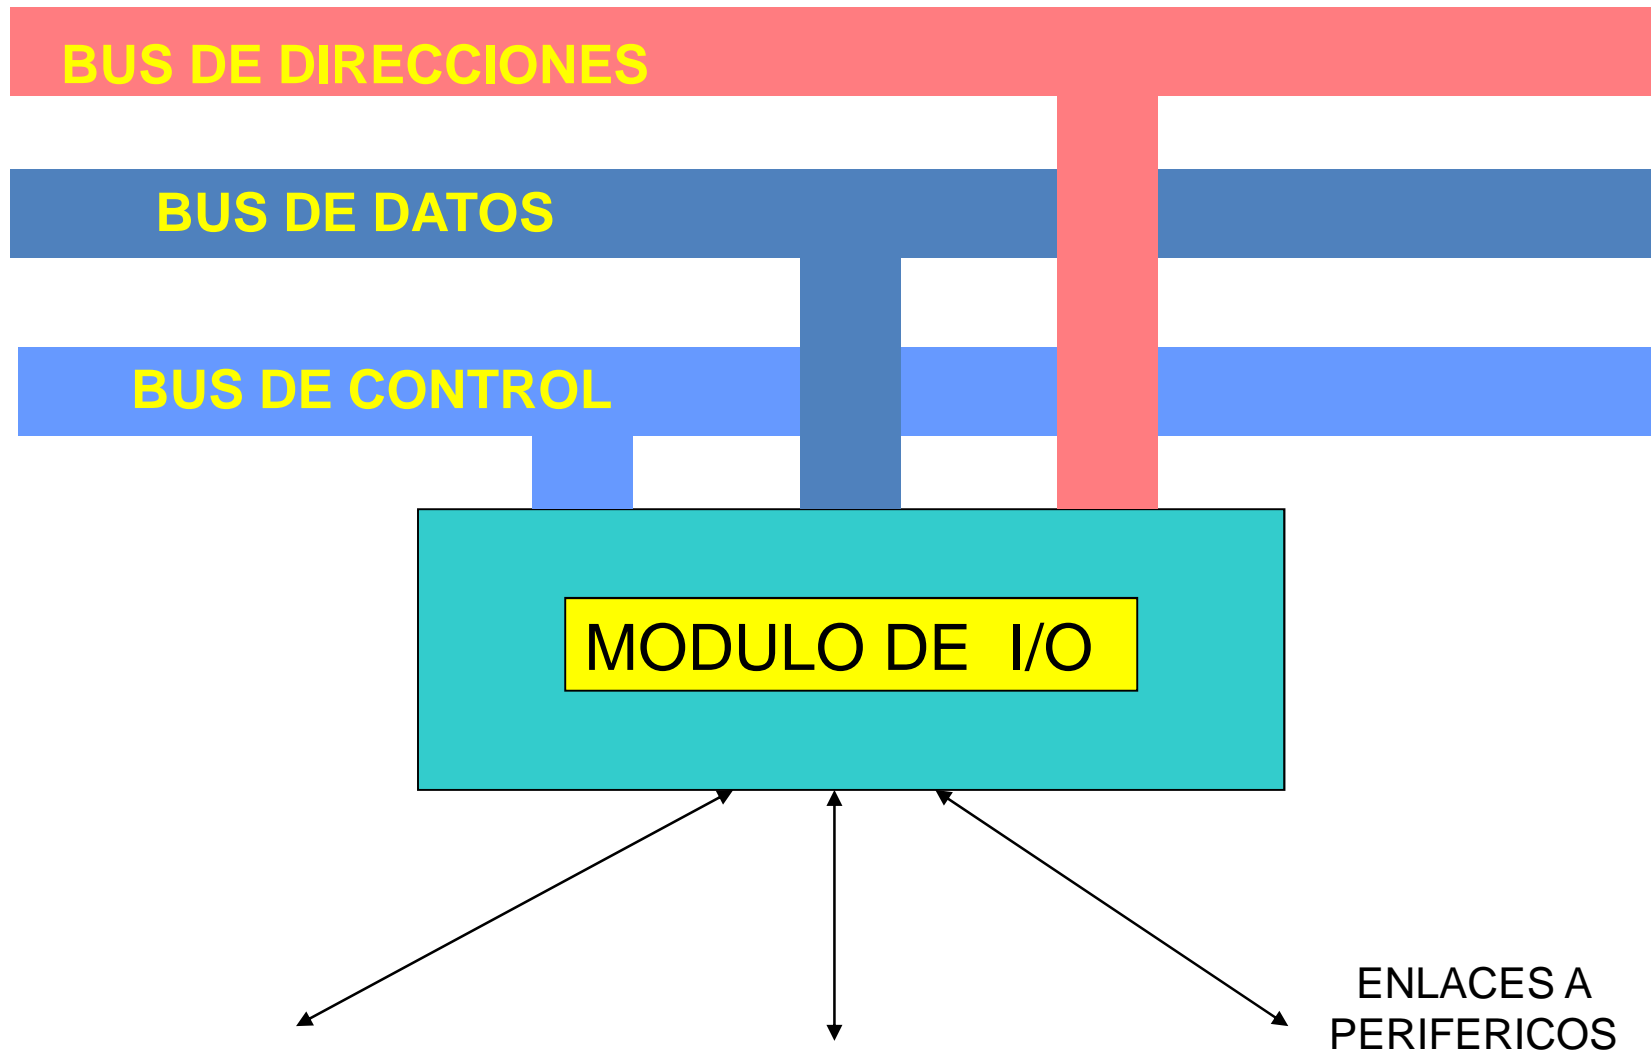 BUS DE DIRECCIONES
BUS DE DATOS
BUS DE CONTROL
MODULO DE I/O
ENLACES A
PERIFERICOS